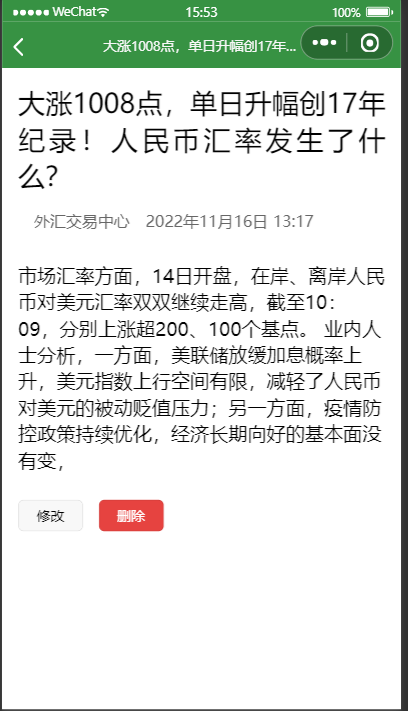 WeChat 15:53 100%
大涨1008点，单日升幅创17年...
大涨1008点，单日升幅创17年
纪录！人民币汇率发生了什
么?
外汇交易中心 2022年11月16日 13:17
市场汇率方面，14日开盘，在岸、离岸人民
币对美元汇率双双继续走高，截至10：
09，分别上涨超200、100个基点。 业内人
士分析，一方面，美联储放缓加息概率上
升，美元指数上行空间有限，减轻了人民币
对美元的被动贬值压力；另一方面，疫情防
控政策持续优化，经济长期向好的基本面没
有变，
修改 删除